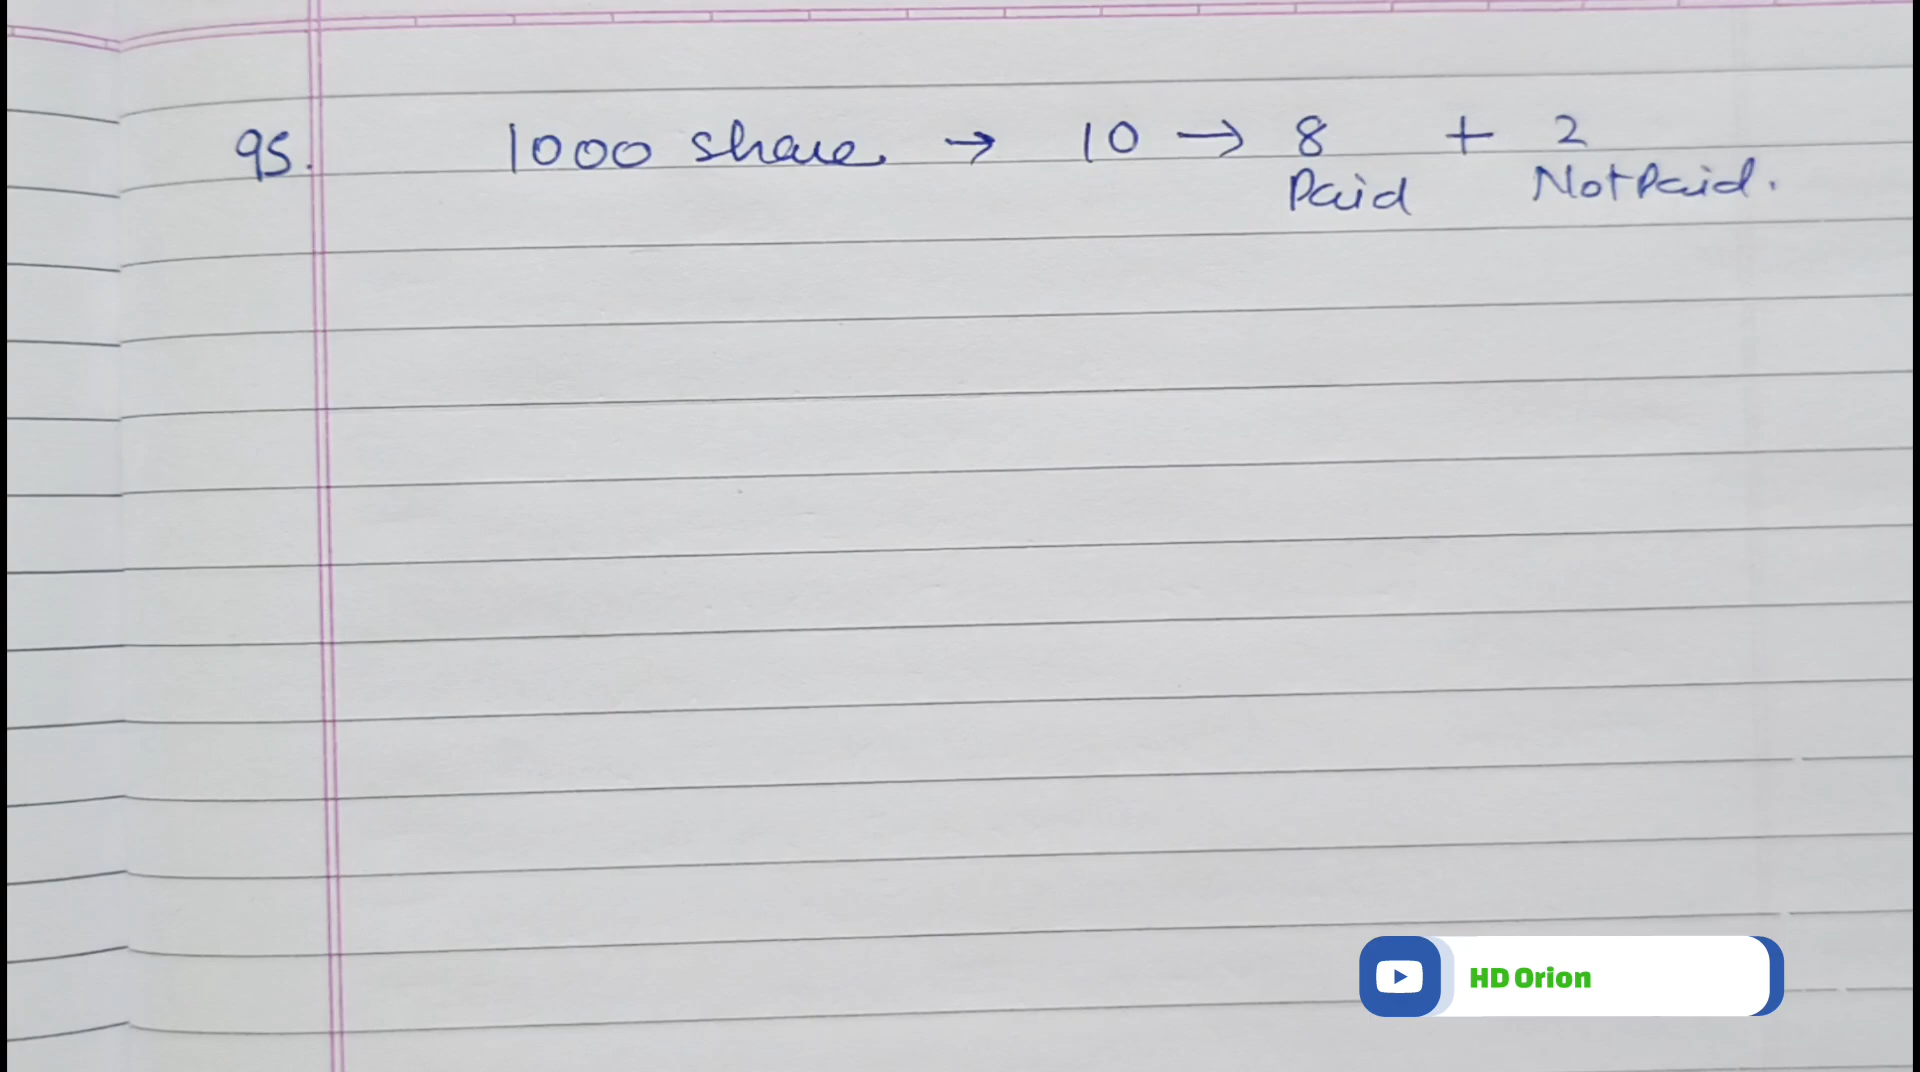 95. 1000 share → 10 → 8 + 2
Paid Not Paid.
HD Orion